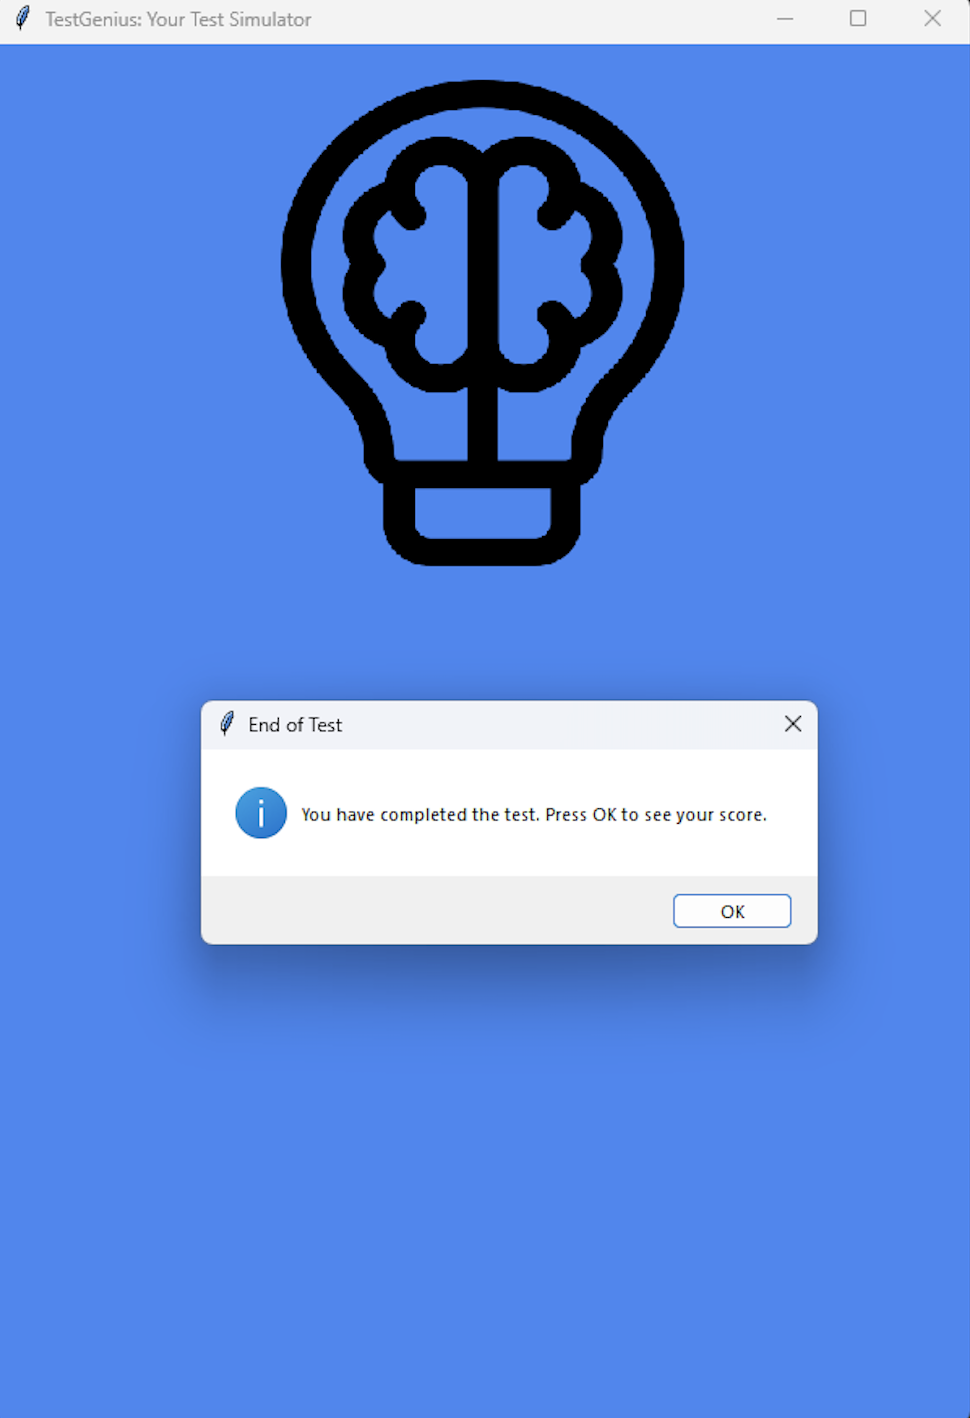 TestGenius: Your Test Simulator
End of Test
You have completed the test. Press OK to see your score.
OK